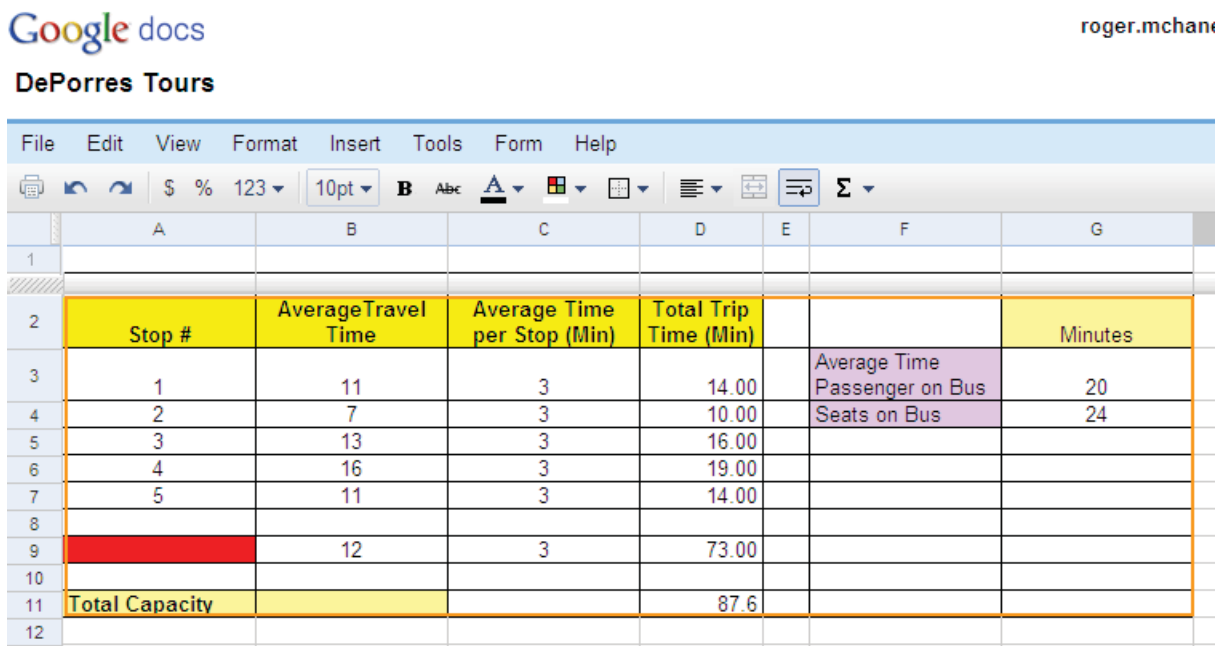 Google docs
roger.mchane
DePorres Tours
File Edit View Format Insert Tools Form Help
$ % 123 10pt B Abc A Σ
A B C D E F G
1
2 Stop # AverageTravel Time Average Time per Stop (Min) Total Trip Time (Min) Minutes
3 1 11 3 14.00 Average Time Passenger on Bus 20
4 2 7 3 10.00 Seats on Bus 24
5 3 13 3 16.00
6 4 16 3 19.00
7 5 11 3 14.00
8
9 12 3 73.00
10
11 Total Capacity 87.6
12